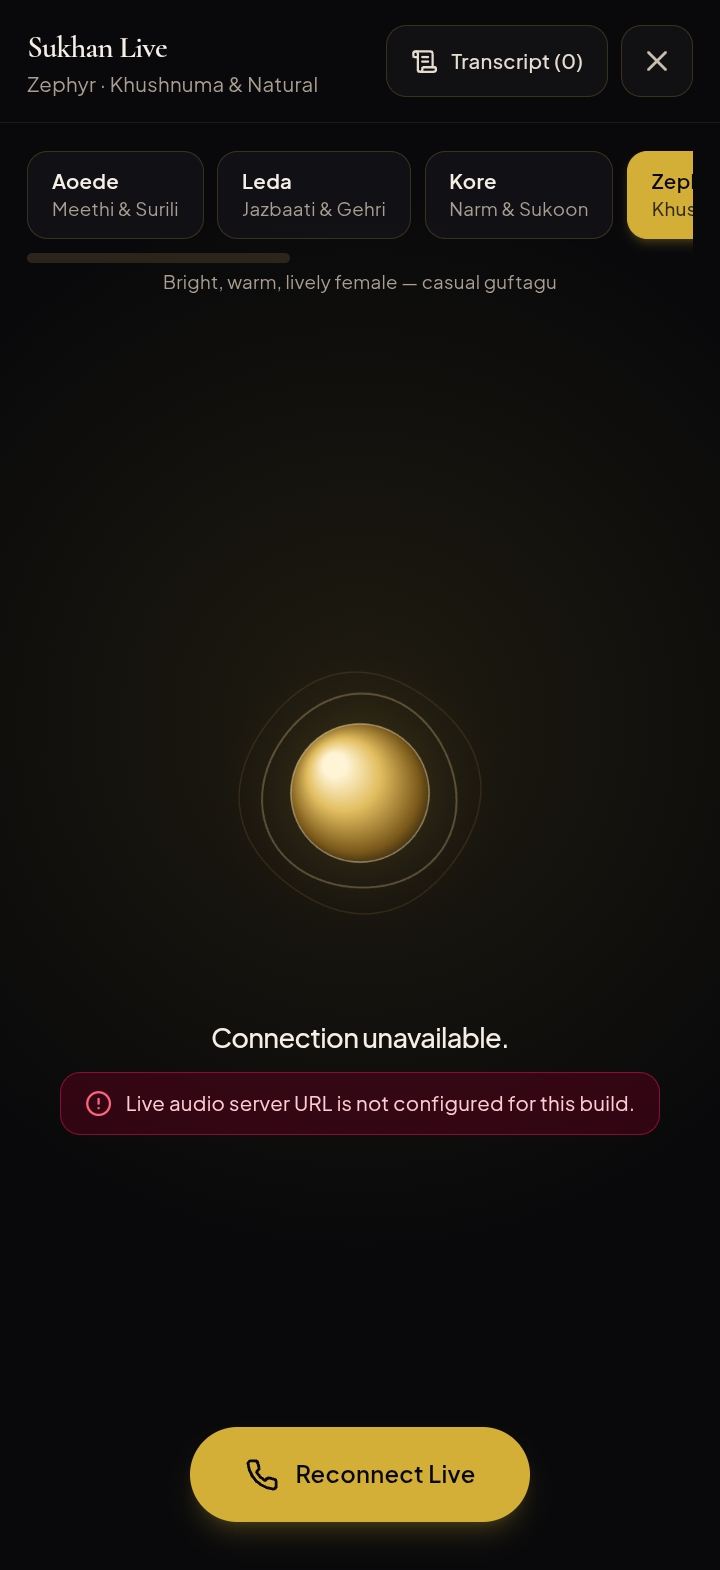 Sukhan Live
Zephyr · Khushnuma & Natural
Transcript (0)
Aoede
Meethi & Surili
Leda
Jazbaati & Gehri
Kore
Narm & Sukoon
Bright, warm, lively female — casual guftagu
Connection unavailable.
Live audio server URL is not configured for this build.
Reconnect Live